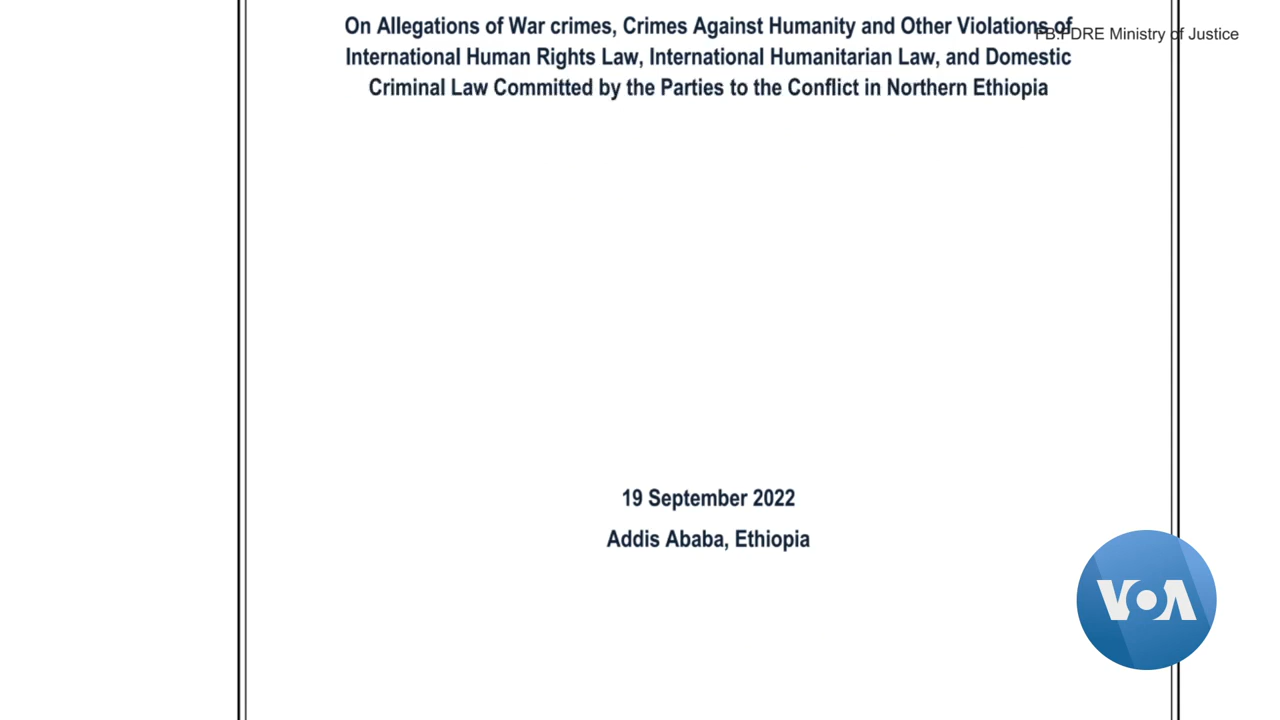 On Allegations of War crimes, Crimes Against Humanity and Other Violations of
FB:FDRE Ministry of Justice
International Human Rights Law, International Humanitarian Law, and Domestic
Criminal Law Committed by the Parties to the Conflict in Northern Ethiopia
19 September 2022
Addis Ababa, Ethiopia
VOA